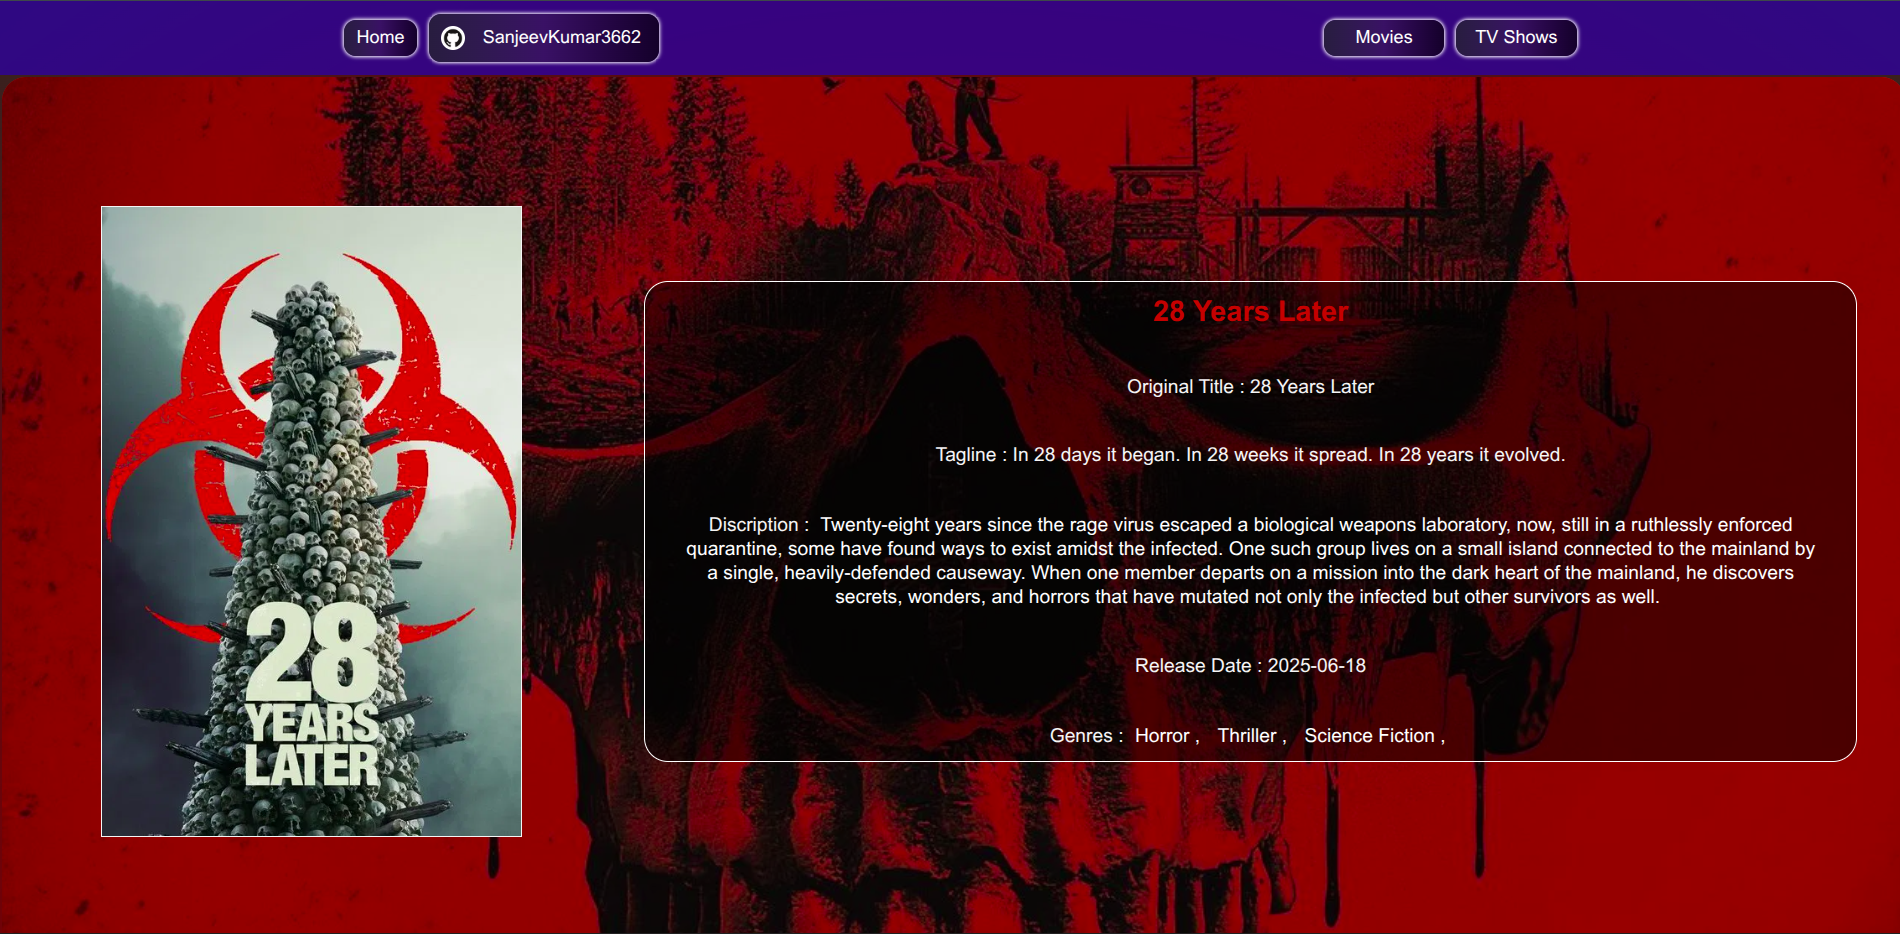 Home
SanjeevKumar3662
Movies
TV Shows
28
YEARS
LATER
28 Years Later
Original Title : 28 Years Later
Tagline : In 28 days it began. In 28 weeks it spread. In 28 years it evolved.
Discription : Twenty-eight years since the rage virus escaped a biological weapons laboratory, now, still in a ruthlessly enforced
quarantine, some have found ways to exist amidst the infected. One such group lives on a small island connected to the mainland by
a single, heavily-defended causeway. When one member departs on a mission into the dark heart of the mainland, he discovers
secrets, wonders, and horrors that have mutated not only the infected but other survivors as well.
Release Date : 2025-06-18
Genres : Horror , Thriller , Science Fiction ,